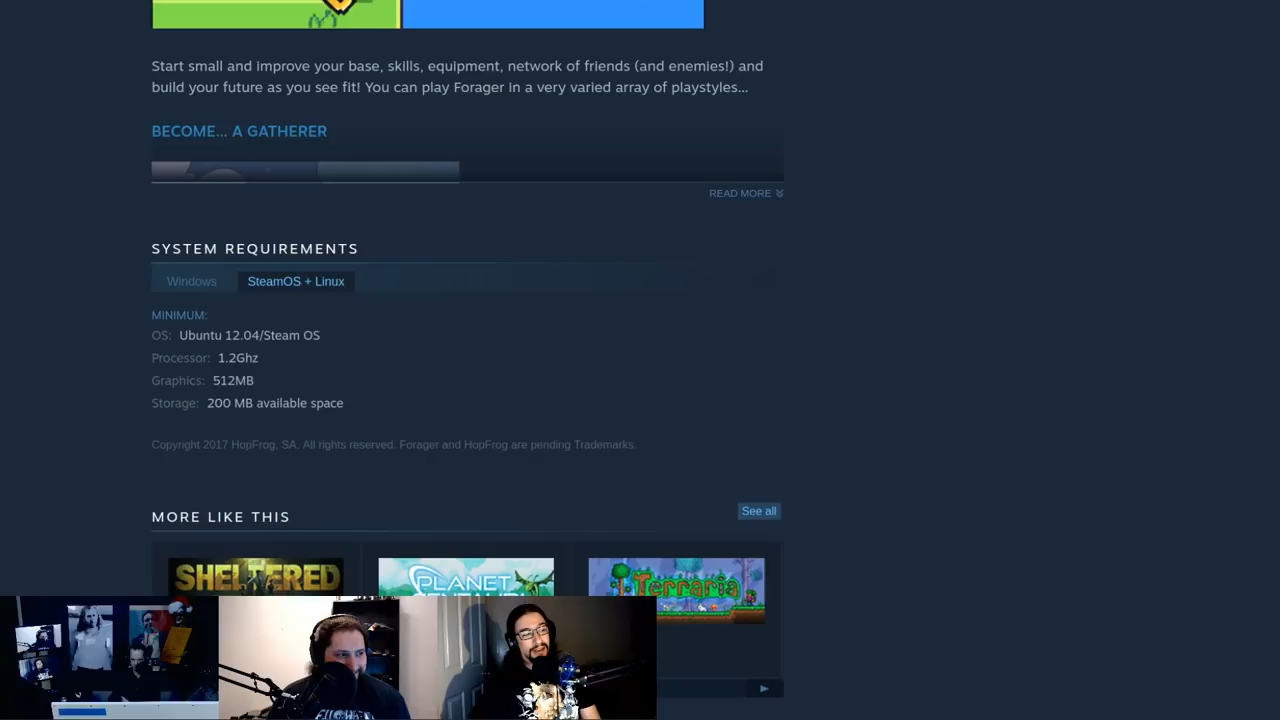 Start small and improve your base, skills, equipment, network of friends (and enemies!) and
build your future as you see fit! You can play Forager in a very varied array of playstyles...
BECOME... A GATHERER
READ MORE
SYSTEM REQUIREMENTS
Windows
SteamOS + Linux
MINIMUM:
OS: Ubuntu 12.04/Steam OS
Processor: 1.2Ghz
Graphics: 512MB
Storage: 200 MB available space
Copyright 2017 HopFrog, SA. All rights reserved. Forager and HopFrog are pending Trademarks.
MORE LIKE THIS
See all
SHELTERED
PLANET
Terraria